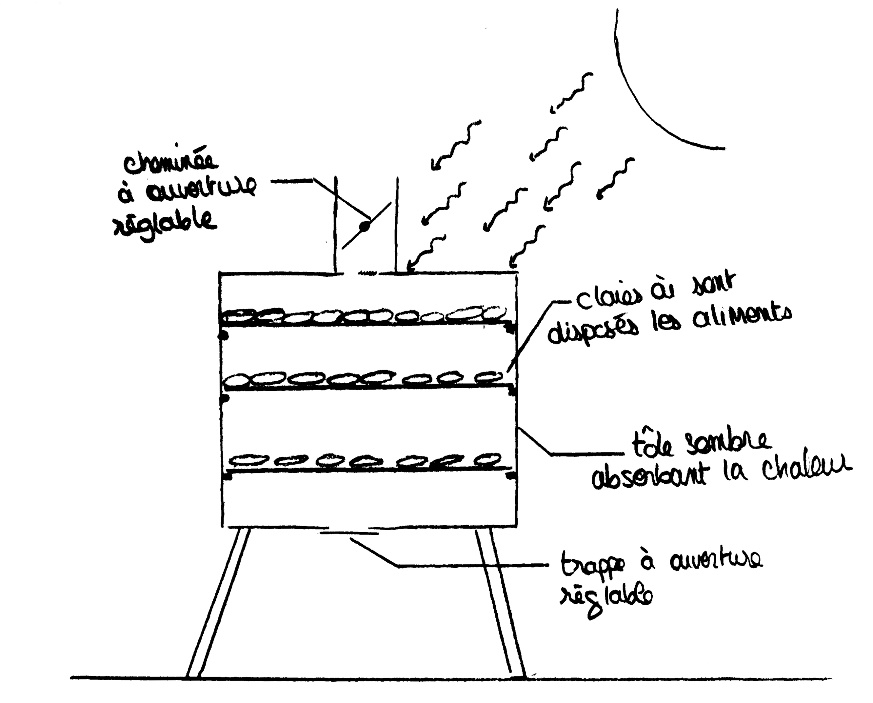 cheminée
à ouverture
réglable
claies où sont
disposés les aliments
tôle sombre
absorbant la chaleur
trappe à ouverture
réglable